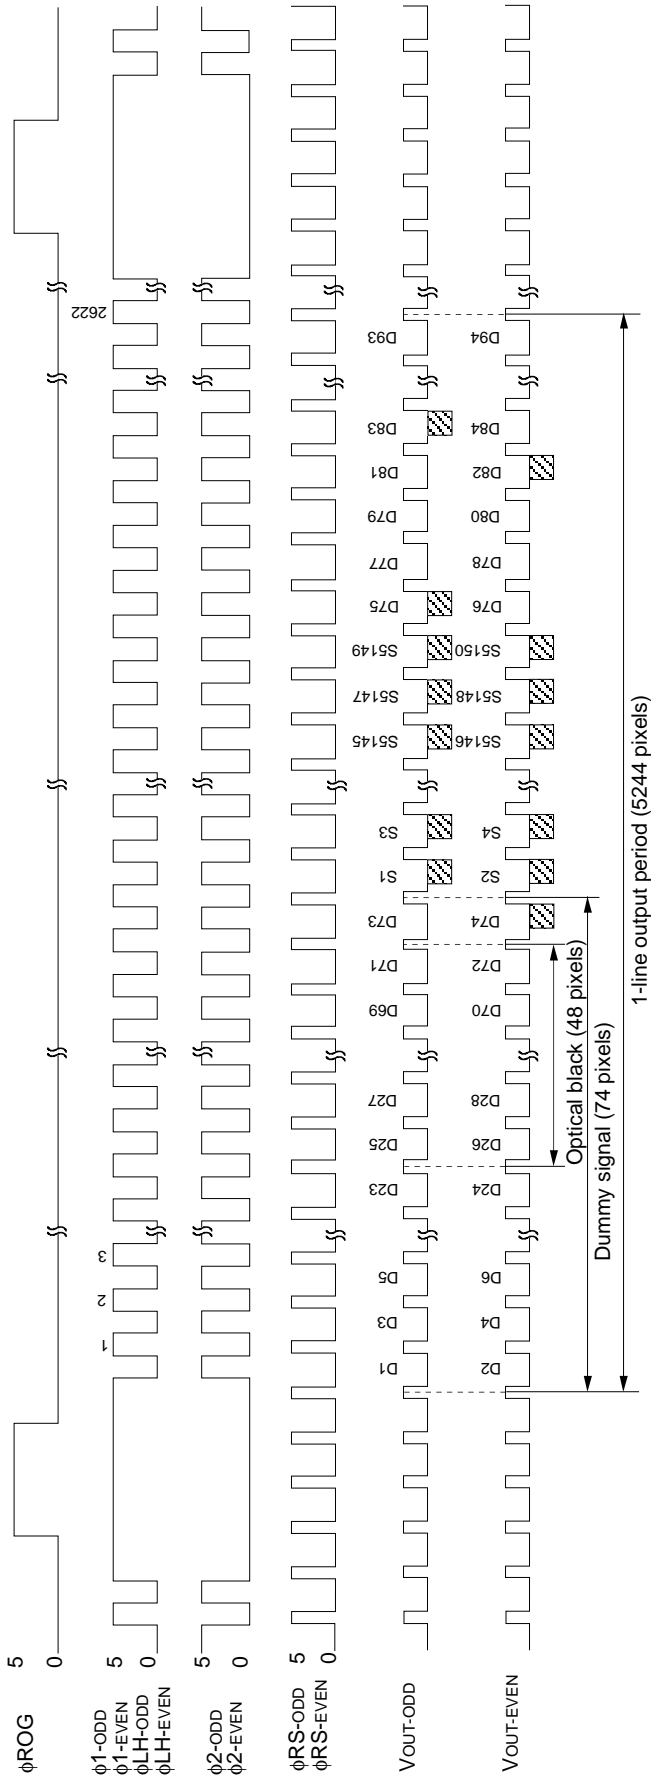 φROG
5
0
φ1-ODD
φ1-EVEN
φLH-ODD
φLH-EVEN
5
0
1
2
3
2622
φ2-ODD
φ2-EVEN
5
0
φRS-ODD
φRS-EVEN
5
0
VOUT-ODD
D1
D3
D5
D23
D25
D27
D69
D71
D73
S1
S3
S5145
S5147
S5149
D75
D77
D79
D81
D83
D93
VOUT-EVEN
D2
D4
D6
D24
D26
D28
D70
D72
D74
S2
S4
S5146
S5148
S5150
D76
D78
D80
D82
D84
D94
Optical black (48 pixels)
Dummy signal (74 pixels)
1-line output period (5244 pixels)